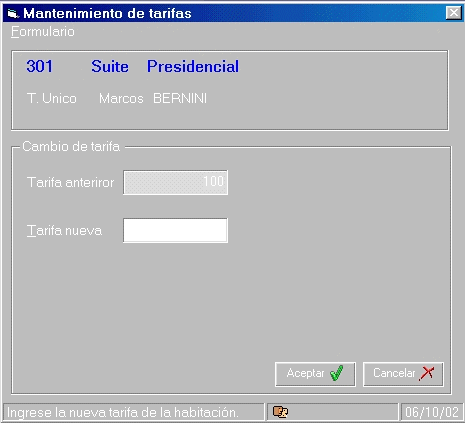 Mantenimiento de tarifas
Formulario
301 Suite Presidencial
T. Unico Marcos BERNINI
Cambio de tarifa
Tarifa anteriror 100
Tarifa nueva
Aceptar Cancelar
Ingrese la nueva tarifa de la habitación. 06/10/02